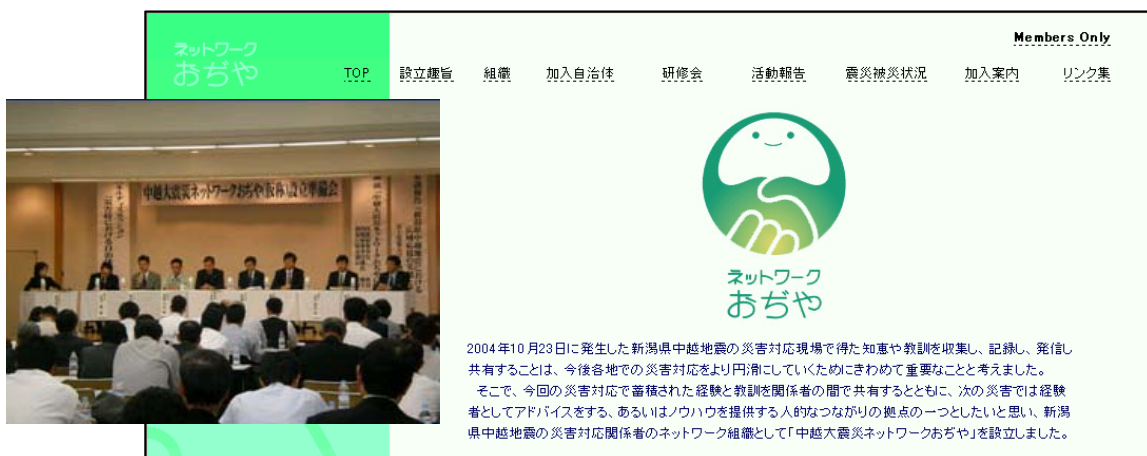 Members Only
ネットワーク
おぢや
TOP 設立趣旨 組織 加入自治体 研修会 活動報告 震災被災状況 加入案内 リンク集
中越大震災ネットワークおぢや(仮称)設立準備会
ネットワーク
おぢや
2004年10月23日に発生した新潟県中越地震の災害対応現場で得た知恵や教訓を収集し、記録し、発信し
共有することは、今後各地での災害対応をより円滑にしていくためにきわめて重要なことと考えました。
そこで、今回の災害対応で蓄積された経験と教訓を関係者の間で共有するとともに、次の災害では経験
者としてアドバイスをする、あるいはノウハウを提供する人的なつながりの拠点の一つとしたいと思い、新潟
県中越地震の災害対応関係者のネットワーク組織として「中越大震災ネットワークおぢや」を設立しました。